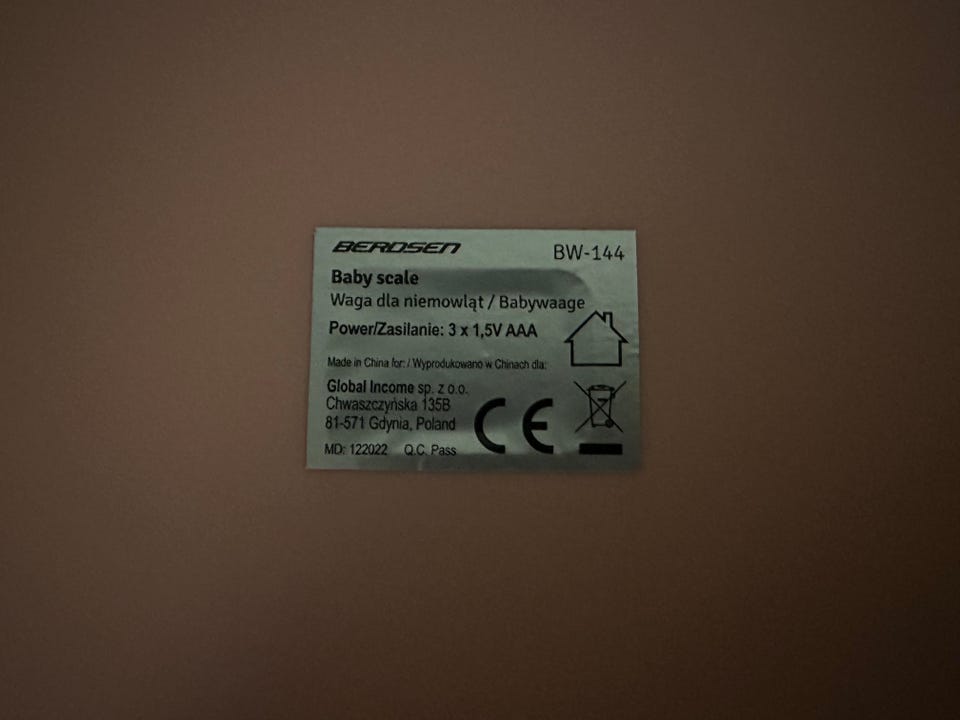 BERDSEN
BW-144
Baby scale
Waga dla niemowląt / Babywaage
Power/Zasilanie: 3 x 1,5V AAA
Made in China for: / Wyprodukowano w Chinach dla:
Global Income sp. z o.o.
Chwaszczyńska 135B
81-571 Gdynia, Poland
MD: 122022 Q.C. Pass
CE